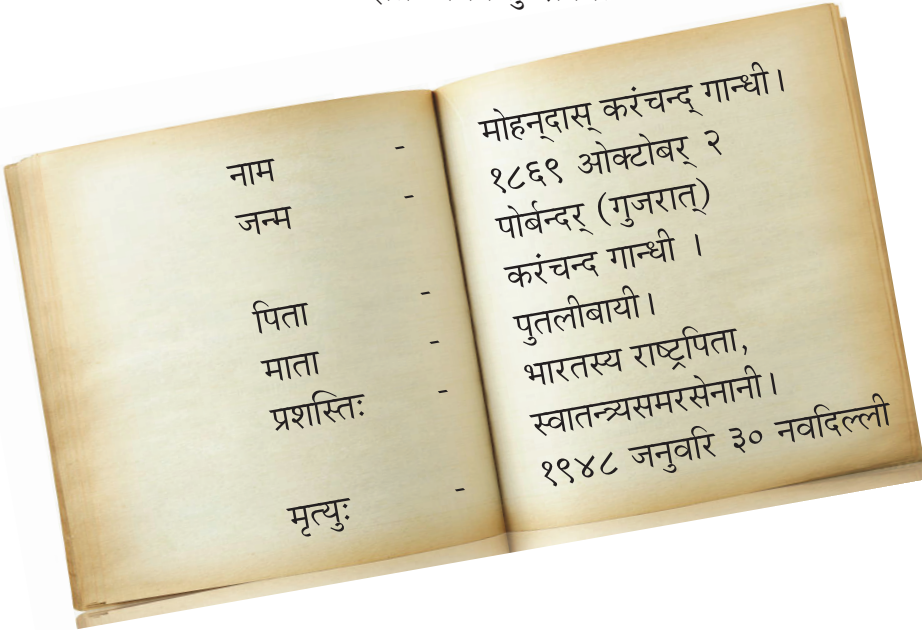 नाम - मोहन्‌दास् करंचन्द् गान्धी।
जन्म - १८६९ ओक्टोबर् २
पोर्बन्दर् (गुजरात्)
पिता - करंचन्द गान्धी ।
माता - पुतलीबायी।
प्रशस्तिः - भारतस्य राष्ट्रपिता,
स्वातन्त्र्यसमरसेनानी।
मृत्युः - १९४८ जनुवरि ३० नवदिल्ली